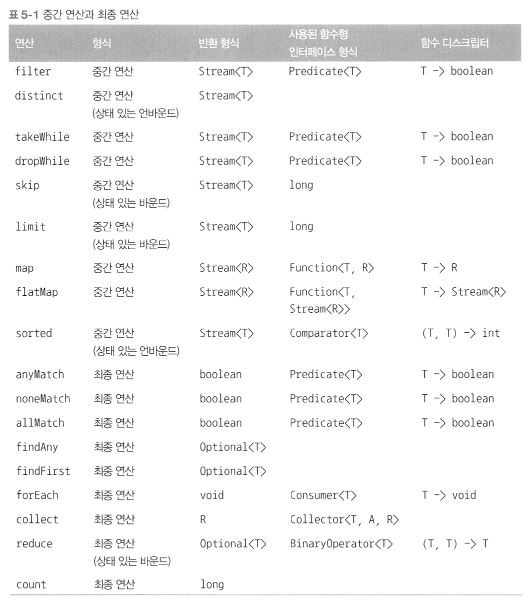 표 5-1 중간 연산과 최종 연산
연산 형식 반환 형식 사용된 함수형 인터페이스 형식 함수 디스크립터
filter 중간 연산 Stream<T> Predicate<T> T -> boolean
distinct 중간 연산 Stream<T>
(상태 있는 언바운드)
takeWhile 중간 연산 Stream<T> Predicate<T> T -> boolean
dropWhile 중간 연산 Stream<T> Predicate<T> T -> boolean
skip 중간 연산 Stream<T> long
(상태 있는 바운드)
limit 중간 연산 Stream<T> long
(상태 있는 바운드)
map 중간 연산 Stream<R> Function<T, R> T -> R
flatMap 중간 연산 Stream<R> Function<T, T -> Stream<R>
Stream<R>>
sorted 중간 연산 Stream<T> Comparator<T> (T, T) -> int
(상태 있는 언바운드)
anyMatch 최종 연산 boolean Predicate<T> T -> boolean
noneMatch 최종 연산 boolean Predicate<T> T -> boolean
allMatch 최종 연산 boolean Predicate<T> T -> boolean
findAny 최종 연산 Optional<T>
findFirst 최종 연산 Optional<T>
forEach 최종 연산 void Consumer<T> T -> void
collect 최종 연산 R Collector<T, A, R>
reduce 최종 연산 Optional<T> BinaryOperator<T> (T, T) -> T
(상태 있는 바운드)
count 최종 연산 long